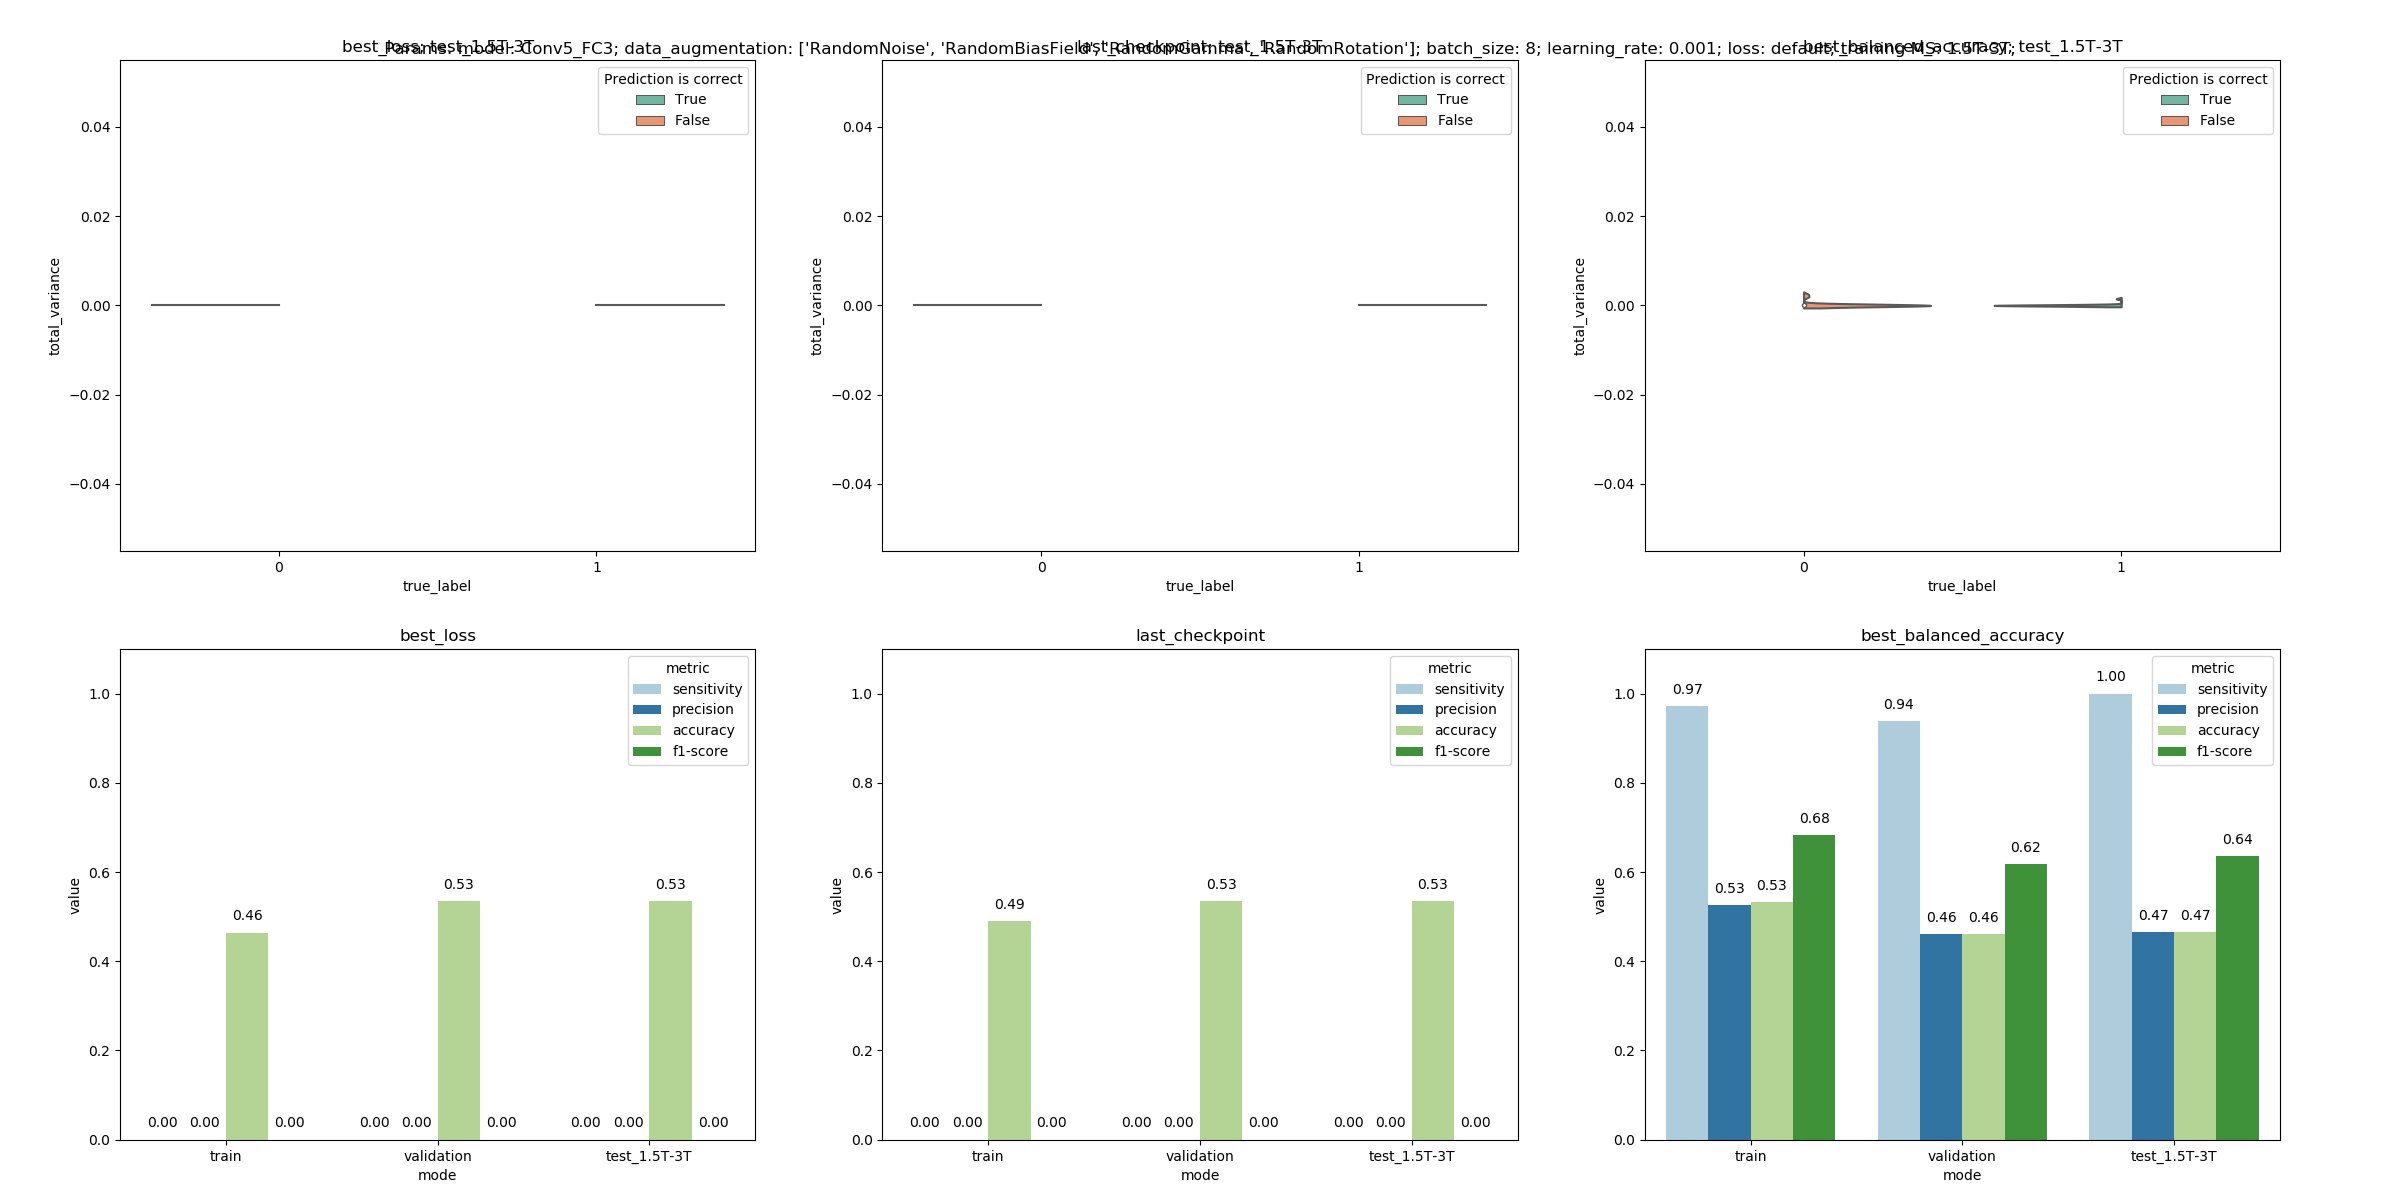 Params: model: Conv5_FC3; data_augmentation: ['RandomNoise', 'RandomBiasField', 'RandomGamma', 'RandomRotation']; batch_size: 8; learning_rate: 0.001; loss: default; training MS: 1.5T-3T;
best_loss; test_1.5T-3T
last_checkpoint; test_1.5T-3T
best_balanced_accuracy; test_1.5T-3T
Prediction is correct
True
False
0.04
0.02
0.00
−0.02
−0.04
total_variance
0 1
true_label
Prediction is correct
True
False
0.04
0.02
0.00
−0.02
−0.04
total_variance
0 1
true_label
Prediction is correct
True
False
0.04
0.02
0.00
−0.02
−0.04
total_variance
0 1
true_label
best_loss
metric
sensitivity
precision
accuracy
f1-score
1.0
0.8
0.6
0.4
0.2
0.0
value
0.46 0.53 0.53
0.00 0.00 0.00 0.00 0.00 0.00 0.00 0.00 0.00
train validation test_1.5T-3T
mode
last_checkpoint
metric
sensitivity
precision
accuracy
f1-score
1.0
0.8
0.6
0.4
0.2
0.0
value
0.49 0.53 0.53
0.00 0.00 0.00 0.00 0.00 0.00 0.00 0.00 0.00
train validation test_1.5T-3T
mode
best_balanced_accuracy
metric
sensitivity
precision
accuracy
f1-score
1.0
0.8
0.6
0.4
0.2
0.0
value
0.97 0.53 0.53 0.68
0.94 0.46 0.46 0.62
1.00 0.47 0.47 0.64
train validation test_1.5T-3T
mode